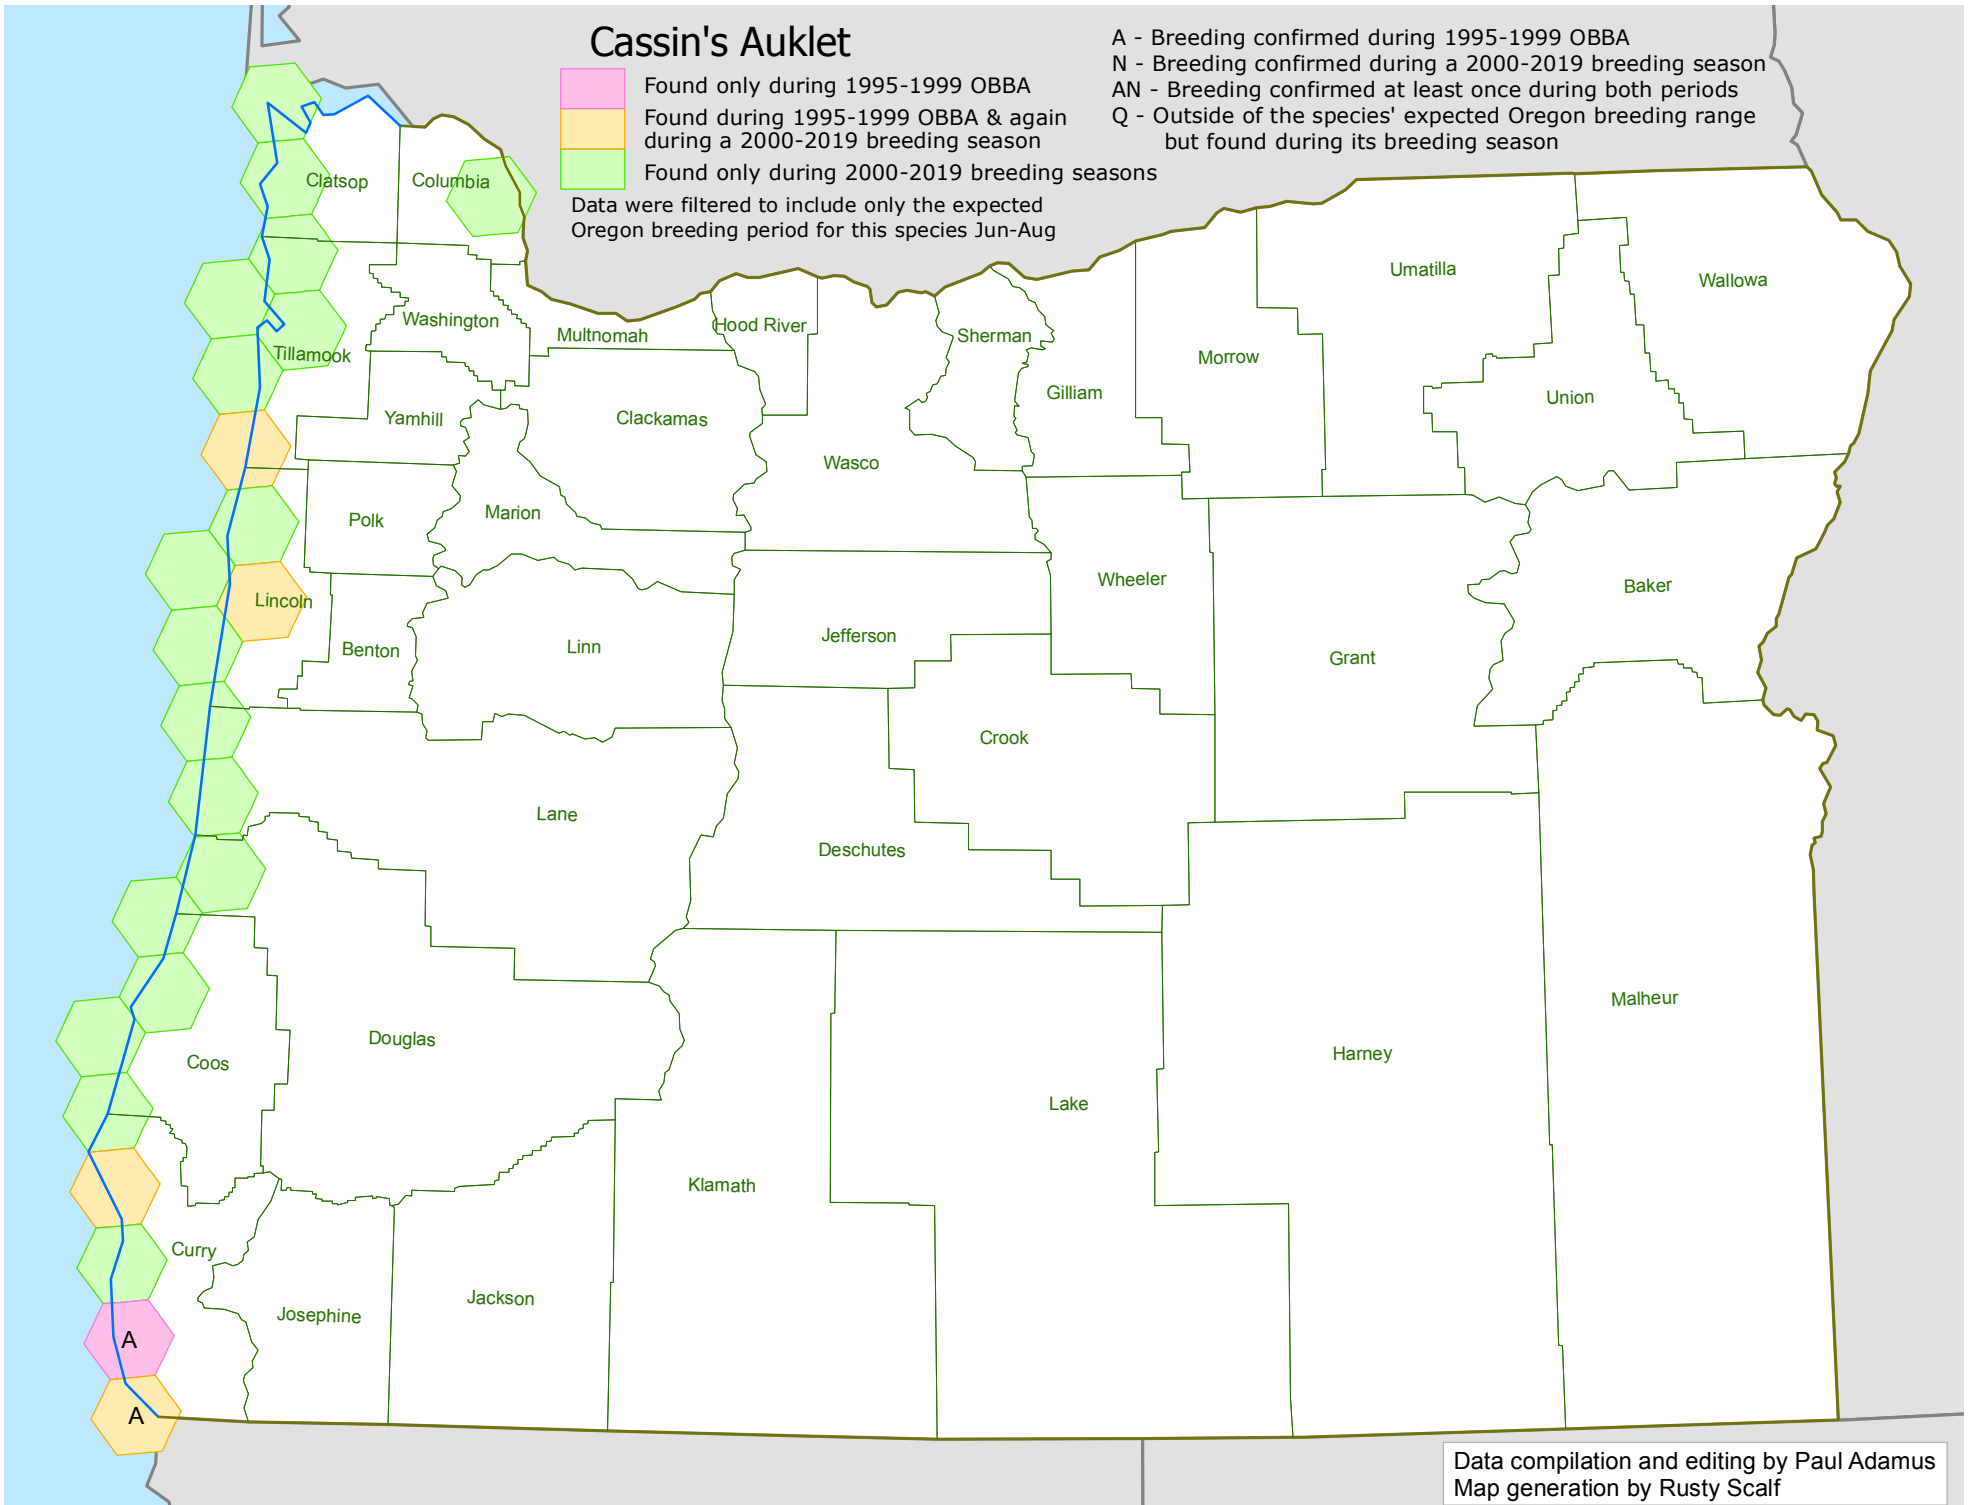 Cassin's Auklet
Found only during 1995-1999 OBBA
Found during 1995-1999 OBBA & again
during a 2000-2019 breeding season
Found only during 2000-2019 breeding seasons
Data were filtered to include only the expected
Oregon breeding period for this species Jun-Aug
A - Breeding confirmed during 1995-1999 OBBA
N - Breeding confirmed during a 2000-2019 breeding season
AN - Breeding confirmed at least once during both periods
Q - Outside of the species' expected Oregon breeding range
but found during its breeding season
Clatsop
Columbia
Umatilla
Wallowa
Washington
Multnomah
Hood River
Sherman
Tillamook
Morrow
Gilliam
Union
Yamhill
Clackamas
Wasco
Polk
Marion
Wheeler
Baker
Lincoln
Jefferson
Benton
Linn
Grant
Crook
Lane
Deschutes
Malheur
Douglas
Coos
Harney
Lake
Klamath
Curry
Jackson
Josephine
A
A
Data compilation and editing by Paul Adamus
Map generation by Rusty Scalf